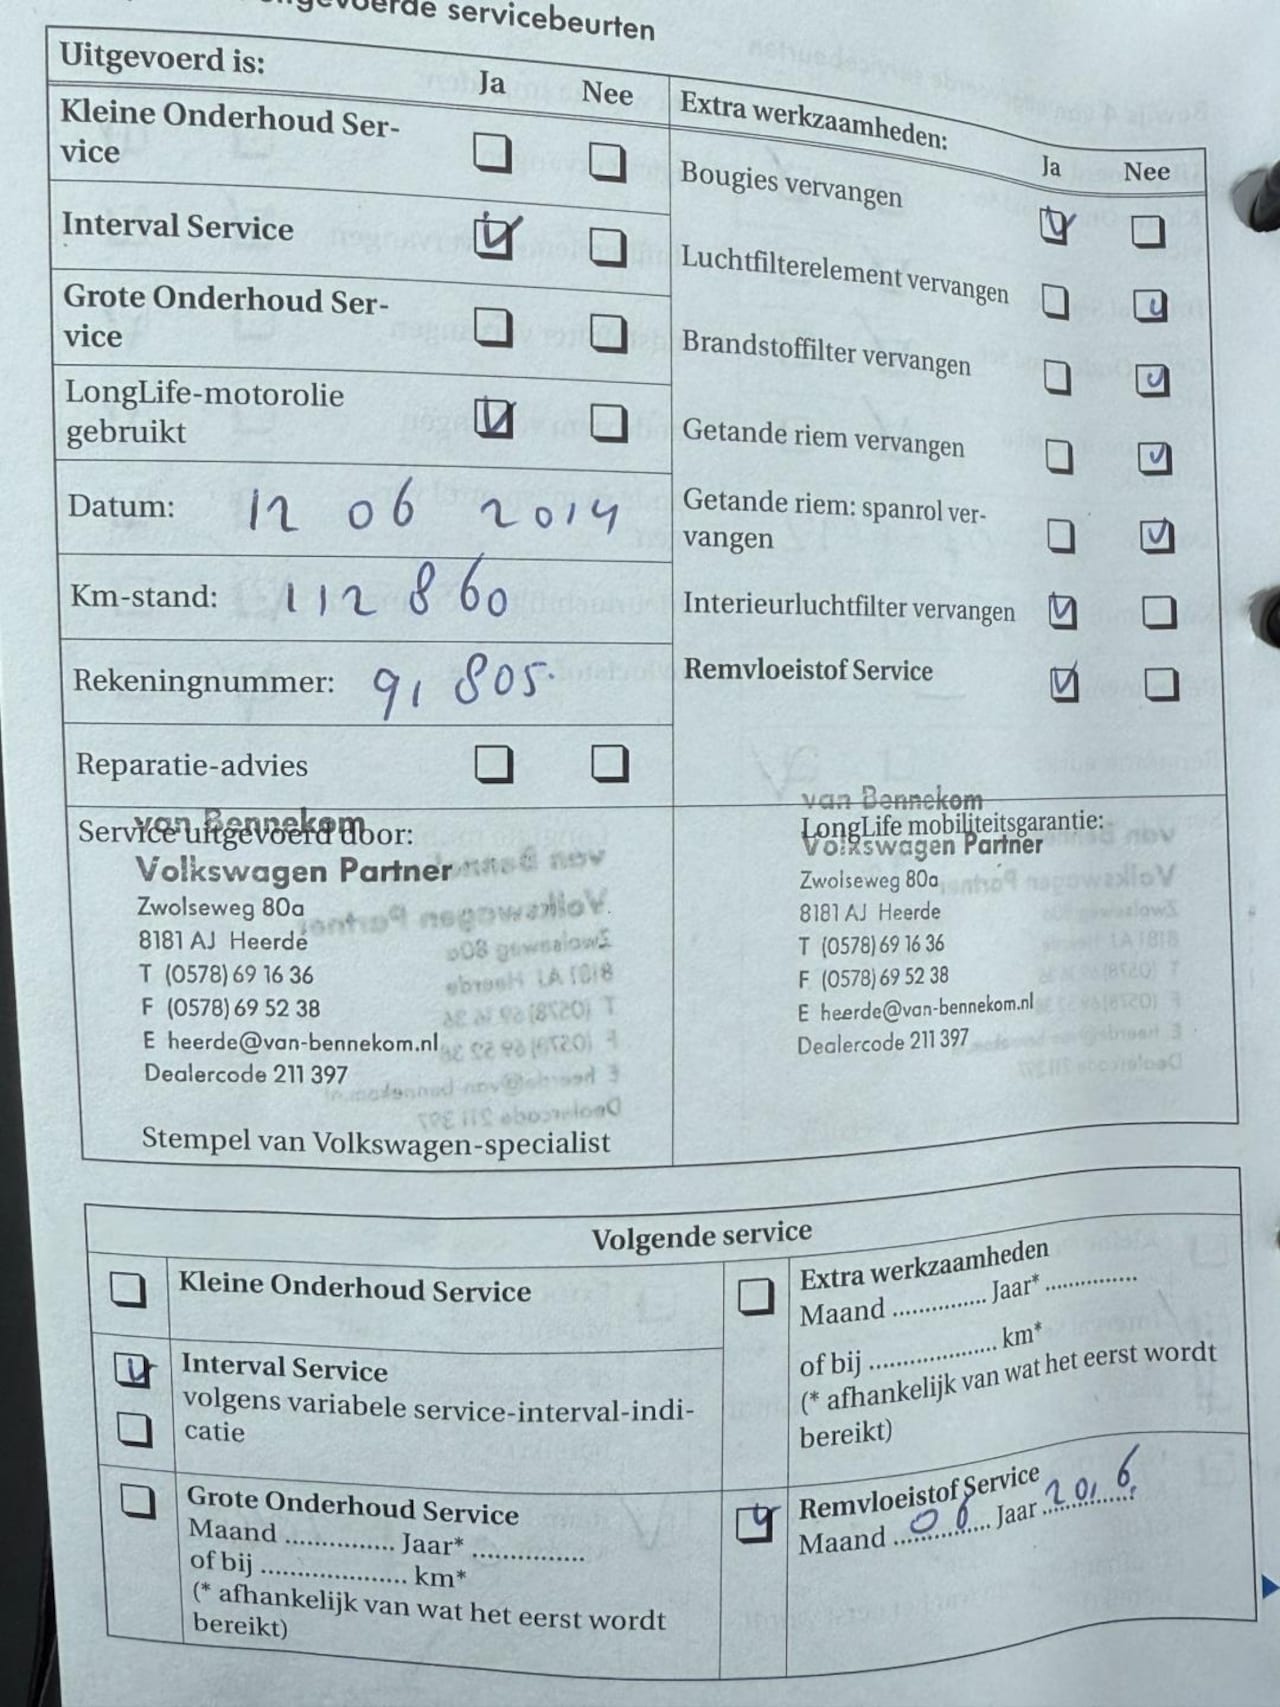 uitgevoerde servicebeurten
Uitgevoerd is:
Ja
Nee
Kleine Onderhoud Ser-
vice
Interval Service
Grote Onderhoud Ser-
vice
LongLife-motorolie
gebruikt
Datum: 12 06 2014
Km-stand: 112 860
Rekeningnummer: 91 805.
Reparatie-advies
Extra werkzaamheden:
Ja
Nee
Bougies vervangen
Luchtfilterelement vervangen
Brandstoffilter vervangen
Getande riem vervangen
Getande riem: spanrol ver-
vangen
Interieurluchtfilter vervangen
Remvloeistof Service
van Bennekom
Service uitgevoerd door:
Volkswagen Partner
Zwolseweg 80a
8181 AJ Heerde
T (0578) 69 16 36
F (0578) 69 52 38
E heerde@van-bennekom.nl
Dealercode 211 397
Stempel van Volkswagen-specialist
van Bennekom
LongLife mobiliteitsgarantie:
Volkswagen Partner
Zwolseweg 80a
8181 AJ Heerde
T (0578) 69 16 36
F (0578) 69 52 38
E heerde@van-bennekom.nl
Dealercode 211 397
Volgende service
Kleine Onderhoud Service
Interval Service
volgens variabele service-interval-indi-
catie
Grote Onderhoud Service
Maand ............... Jaar* ...............
of bij .................... km*
(* afhankelijk van wat het eerst wordt
bereikt)
Extra werkzaamheden
Maand ............... Jaar* ...............
of bij .................... km*
(* afhankelijk van wat het eerst wordt
bereikt)
Remvloeistof Service
Maand 06 Jaar 2016